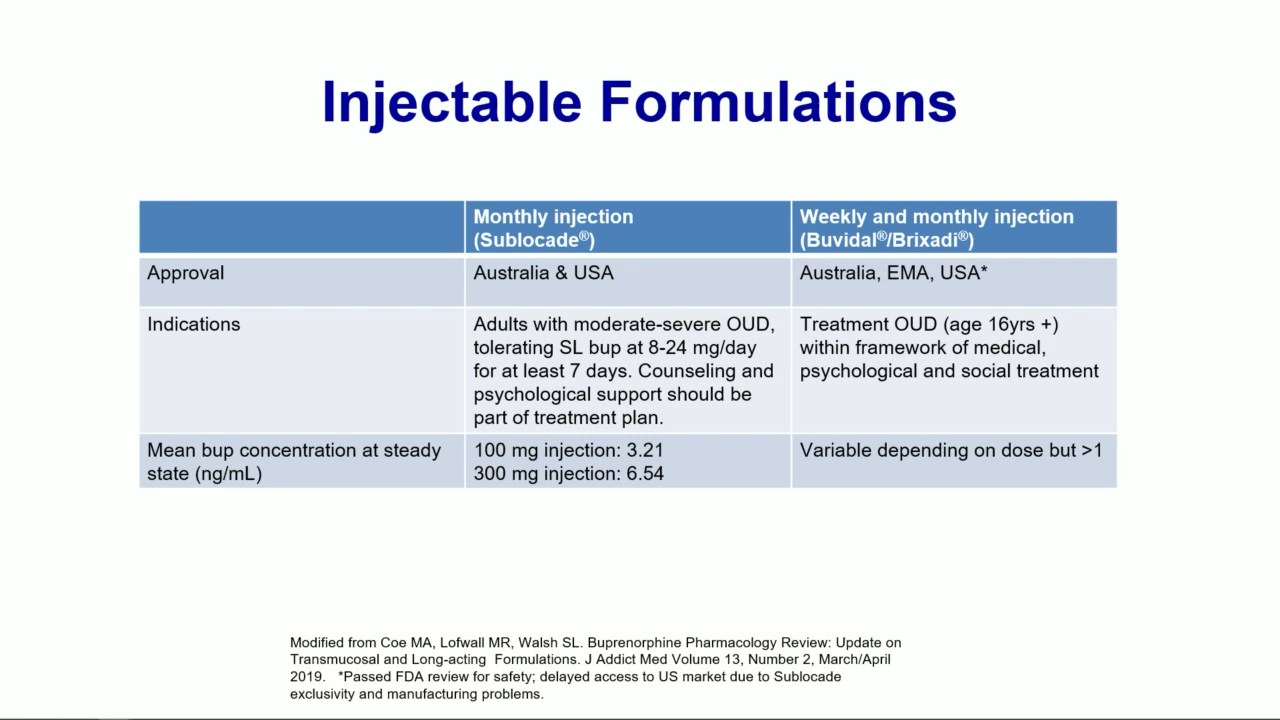 Injectable Formulations
Monthly injection
(Sublocade®)
Weekly and monthly injection
(Buvidal®/Brixadi®)
Approval
Australia & USA
Australia, EMA, USA*
Indications
Adults with moderate-severe OUD,
tolerating SL bup at 8-24 mg/day
for at least 7 days. Counseling and
psychological support should be
part of treatment plan.
Treatment OUD (age 16yrs +)
within framework of medical,
psychological and social treatment
Mean bup concentration at steady
state (ng/mL)
100 mg injection: 3.21
300 mg injection: 6.54
Variable depending on dose but >1
Modified from Coe MA, Lofwall MR, Walsh SL. Buprenorphine Pharmacology Review: Update on
Transmucosal and Long-acting Formulations. J Addict Med Volume 13, Number 2, March/April
2019. *Passed FDA review for safety; delayed access to US market due to Sublocade
exclusivity and manufacturing problems.